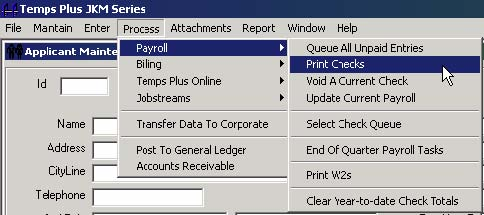 Temps Plus JKM Series
File Mantain Enter Process Attachments Report Window Help
Applicant Mainte
Payroll
Billing
Temps Plus Online
Jobstreams
Transfer Data To Corporate
Post To General Ledger
Accounts Receivable
Queue All Unpaid Entries
Print Checks
Void A Current Check
Update Current Payroll
Select Check Queue
End Of Quarter Payroll Tasks
Print W2s
Clear Year-to-date Check Totals
Id
Name
Address
CityLine
Telephone